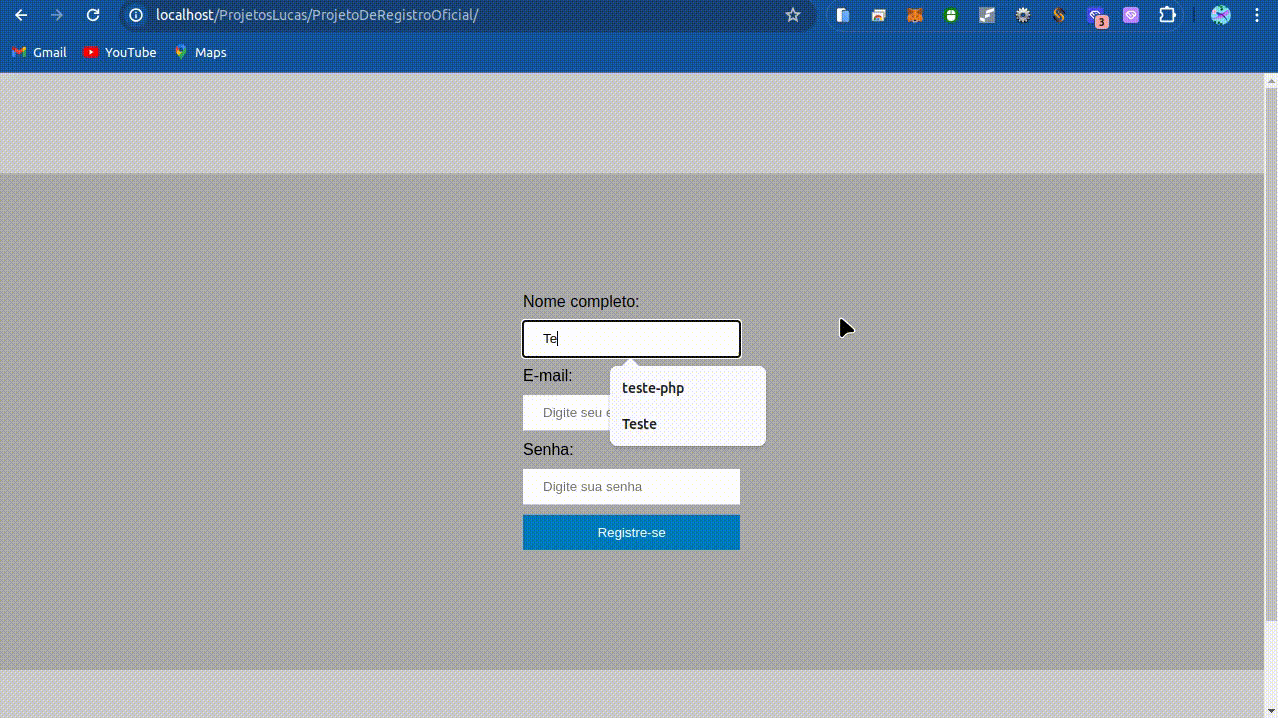 localhost/ProjetosLucas/ProjetoDeRegistroOficial/
3
Gmail YouTube Maps
Nome completo:
Te
E-mail:
teste-php
Digite seu e
Teste
Senha:
Digite sua senha
Registre-se